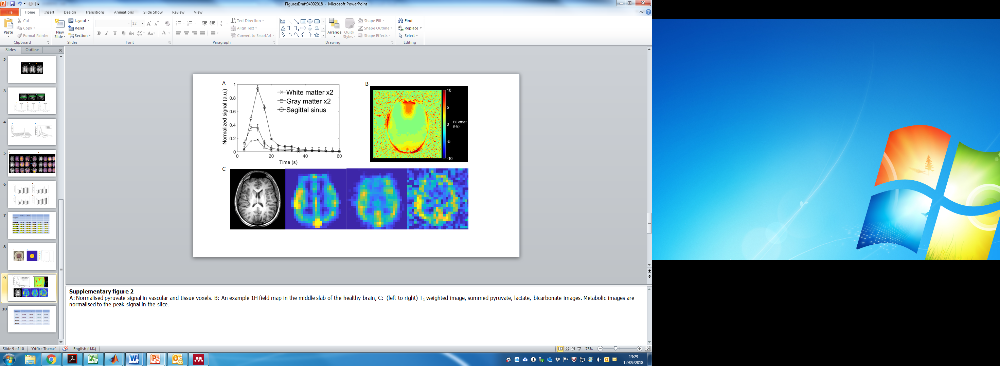 FiguresDraft04092018 - Microsoft PowerPoint
File Home Insert Design Transitions Animations Slide Show Review View
Paste
Cut
Copy
Format Painter
Clipboard
New Slide
Layout
Reset
Section
Slides
12
Font
Text Direction
Align Text
Convert to SmartArt
Paragraph
Arrange
Quick Styles
Shape Fill
Shape Outline
Shape Effects
Drawing
Find
Replace
Select
Editing
Slides Outline
2
3
4
5
6
7
8
9
10
A
Normalized signal (a.u.)
1
0.8
0.6
0.4
0.2
0
White matter x2
Gray matter x2
Sagittal sinus
0 20 40 60
Time (s)
B
10
5
0
-5
-10
B0 offset
(Hz)
C
Supplementary figure 2
A: Normalised pyruvate signal in vascular and tissue voxels. B: An example 1H field map in the middle slab of the healthy brain, C: (left to right) T1 weighted image, summed pyruvate, lactate, bicarbonate images. Metabolic images are
normalised to the peak signal in the slice.
Slide 9 of 10 "Office Theme" English (U.K.) 75%
13:29
12/09/2018